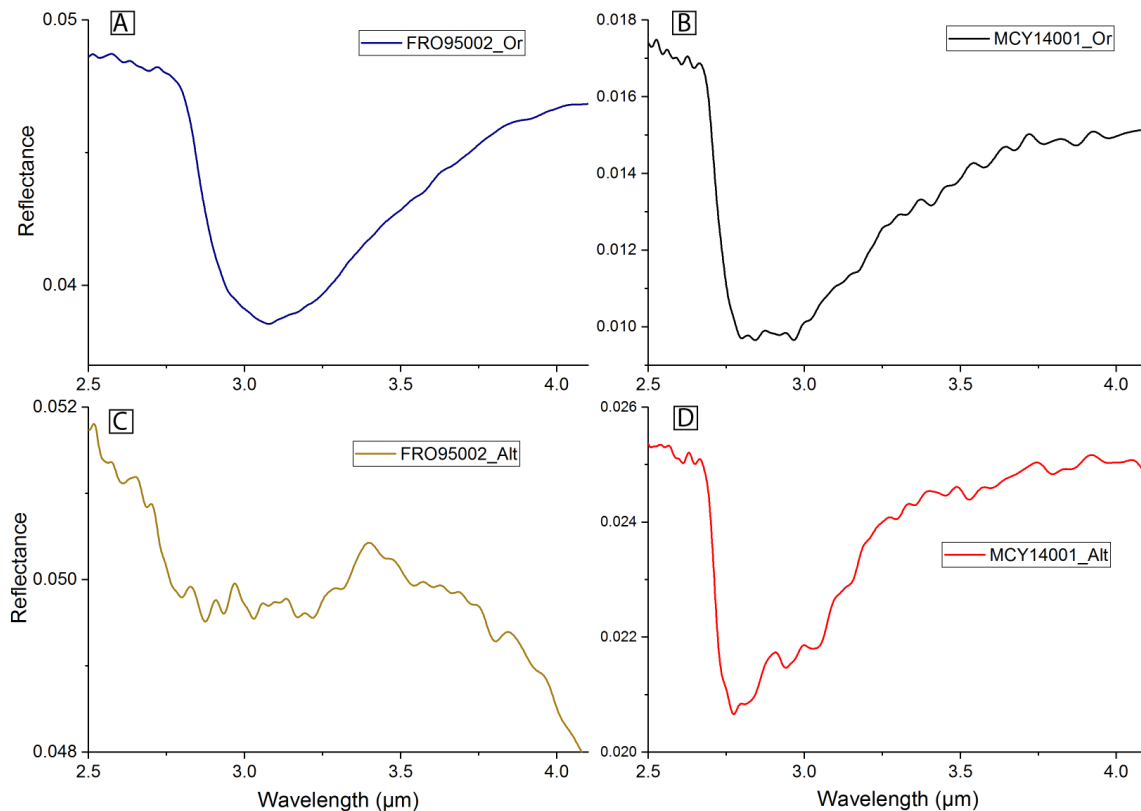 A
FRO95002_Or
0.05
0.04
Reflectance
2.5 3.0 3.5 4.0
B
MCY14001_Or
0.018
0.016
0.014
0.012
0.010
2.5 3.0 3.5 4.0
C
FRO95002_Alt
0.052
0.050
0.048
Reflectance
2.5 3.0 3.5 4.0
Wavelength (μm)
D
MCY14001_Alt
0.026
0.024
0.022
0.020
2.5 3.0 3.5 4.0
Wavelength (μm)